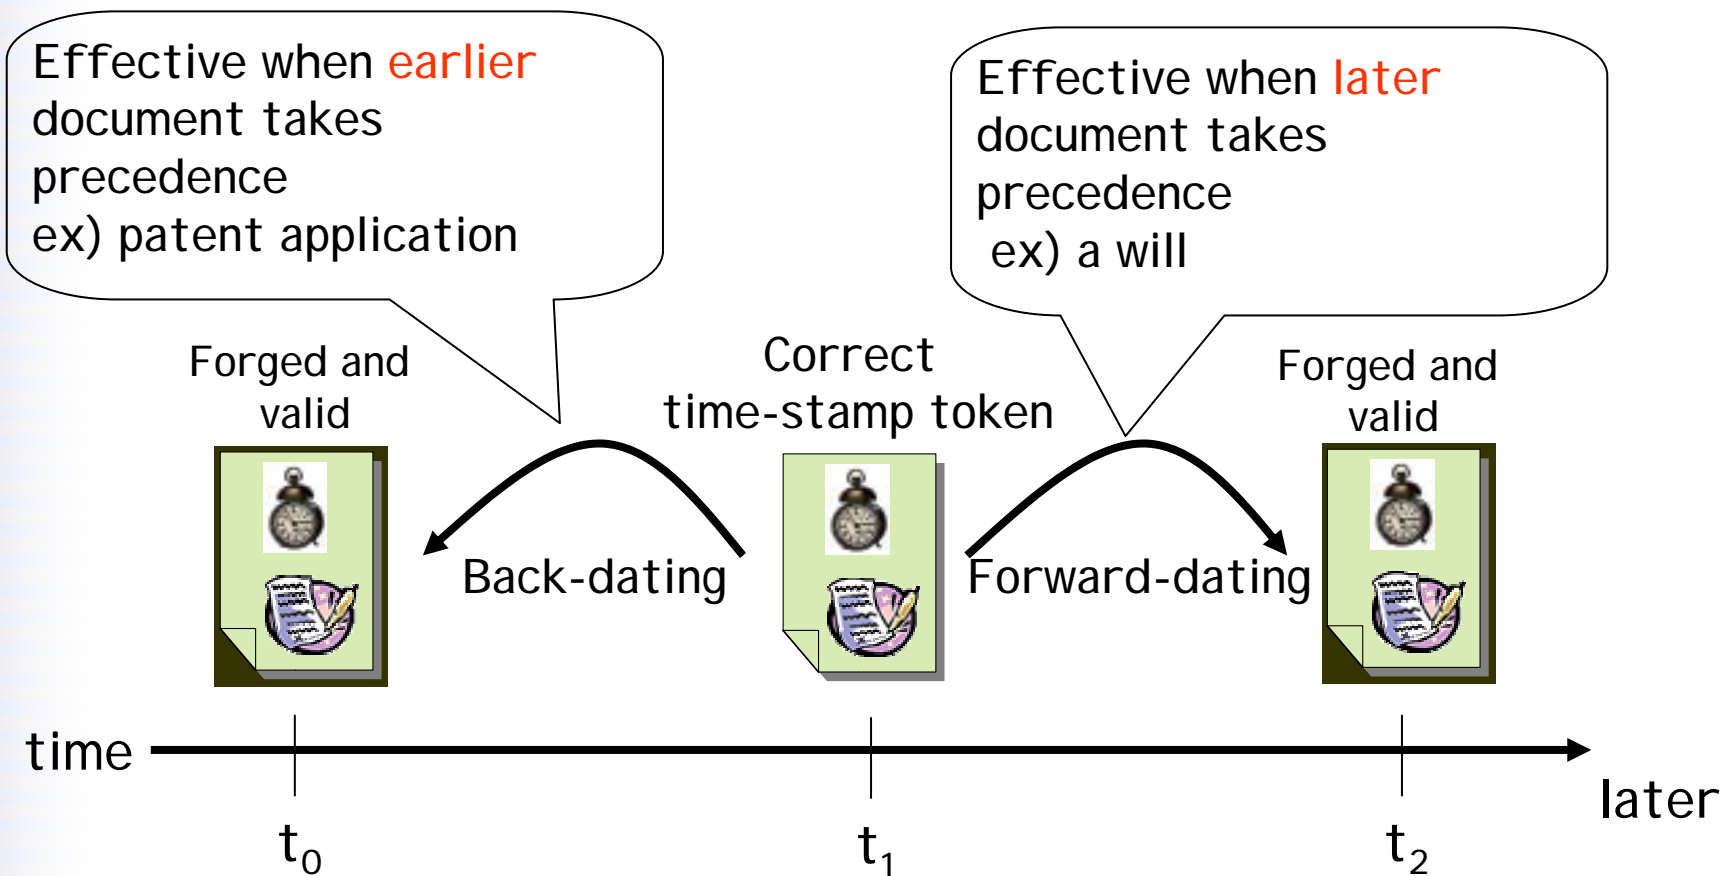 Effective when earlier
document takes
precedence
ex) patent application
Effective when later
document takes
precedence
ex) a will
Forged and
valid
Correct
time-stamp token
Forged and
valid
Back-dating
Forward-dating
time
later
t₀
t₁
t₂